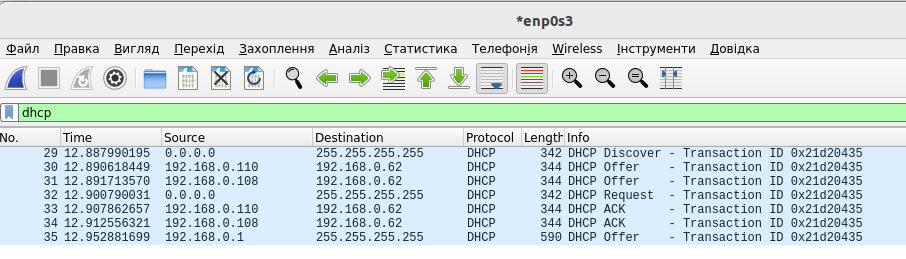 *enp0s3
Файл Правка Вигляд Перехід Захоплення Аналіз Статистика Телефонія Wireless Інструменти Довідка
dhcp
No. Time Source Destination Protocol Length Info
29 12.887990195 0.0.0.0 255.255.255.255 DHCP 342 DHCP Discover - Transaction ID 0x21d20435
30 12.890618449 192.168.0.110 192.168.0.62 DHCP 344 DHCP Offer - Transaction ID 0x21d20435
31 12.891713570 192.168.0.108 192.168.0.62 DHCP 344 DHCP Offer - Transaction ID 0x21d20435
32 12.900790031 0.0.0.0 255.255.255.255 DHCP 342 DHCP Request - Transaction ID 0x21d20435
33 12.907862657 192.168.0.110 192.168.0.62 DHCP 344 DHCP ACK - Transaction ID 0x21d20435
34 12.912556321 192.168.0.108 192.168.0.62 DHCP 344 DHCP ACK - Transaction ID 0x21d20435
35 12.952881699 192.168.0.1 255.255.255.255 DHCP 590 DHCP Offer - Transaction ID 0x21d20435